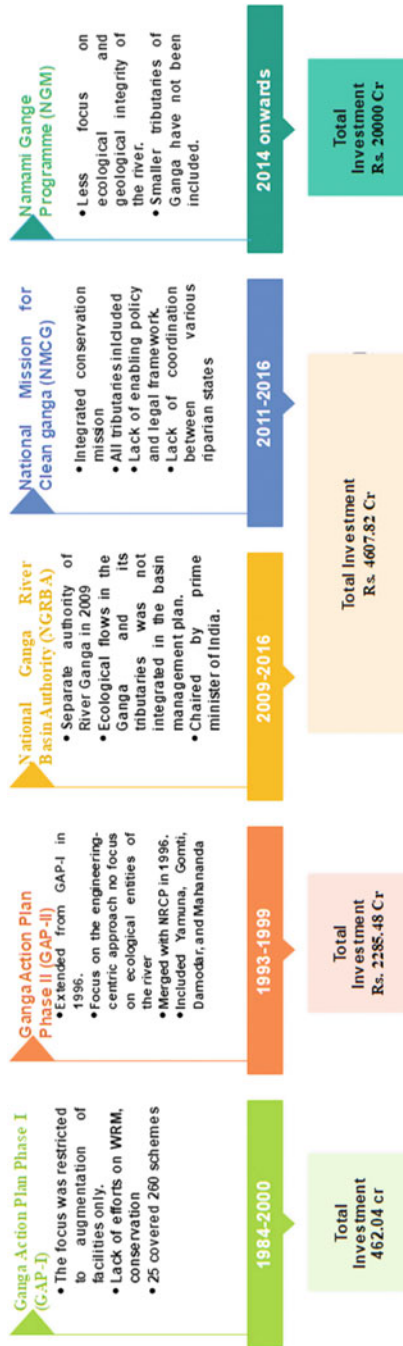 Ganga Action Plan Phase I
(GAP-I)
• The focus was restricted
to augmentation of
facilities only.
• Lack of efforts on WRM,
conservation
• 25 covered 260 schemes
1984-2000
Total
Investment
462.04 cr
Ganga Action Plan
Phase II (GAP-II)
• Extended from GAP-I in
1996.
• Focus on the engineering-
centric approach no focus
on ecological entities of
the river
• Merged with NRCP in 1996.
• Included Yamuna, Gomti,
Damodar, and Mahananda
1993-1999
Total
Investment
Rs. 2285.48 Cr
National Ganga River
Basin Authority (NGRBA)
• Separate authority of
River Ganga in 2009
• Ecological flows in the
Ganga and its
tributaries was not
integrated in the basin
management plan.
• Chaired by prime
minister of India.
2009-2016
National Mission for
Clean ganga (NMCG)
• Integrated conservation
mission
• All tributaries inlcluded
• Lack of enabling policy
and legal framework.
• Lack of coordination
between various
riparian states
2011-2016
Total Investment
Rs. 4607.82 Cr
Namami Gange
Programme (NGM)
• Less focus on
ecological and
geological integrity of
the river.
• Smaller tributaries of
Ganga have not been
included.
2014 onwards
Total
Investment
Rs. 20000 Cr